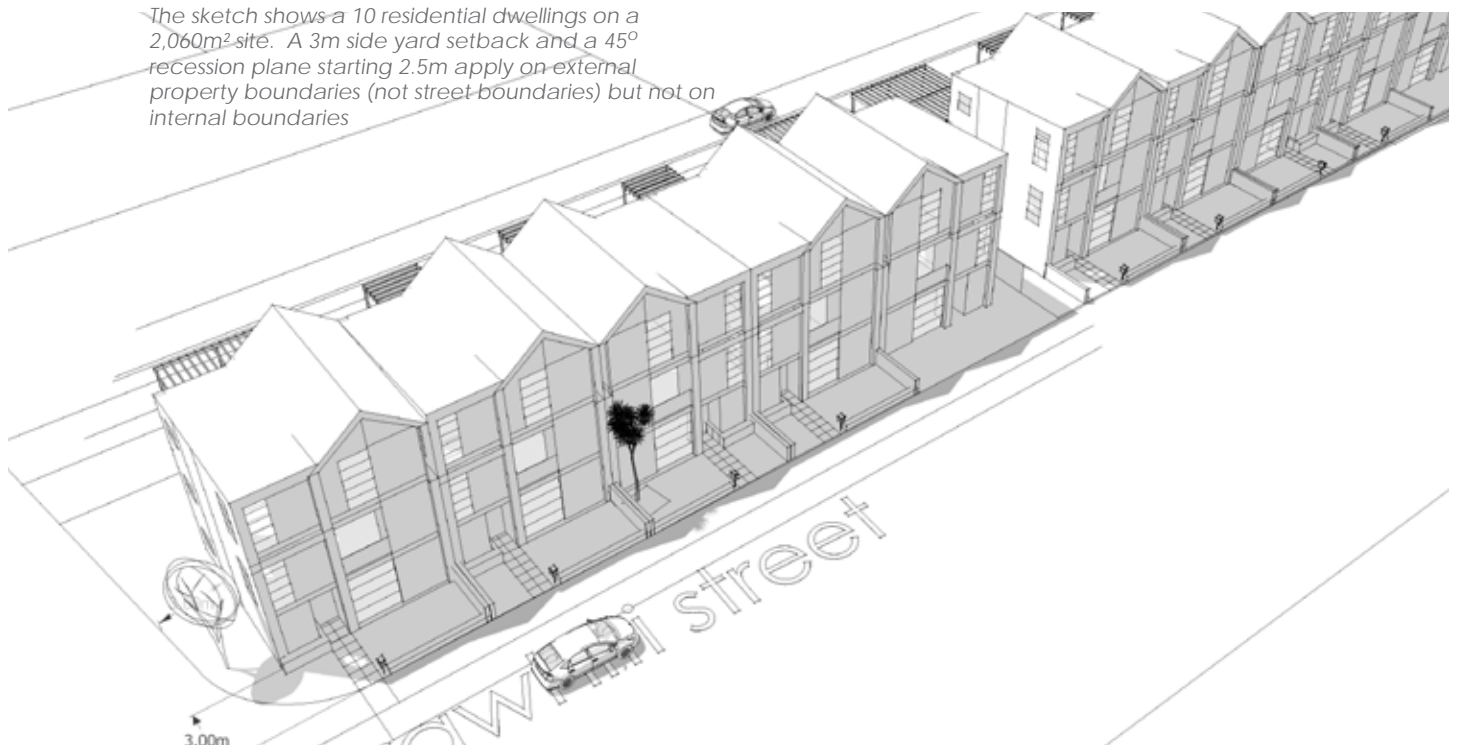 The sketch shows a 10 residential dwellings on a
2,060m² site. A 3m side yard setback and a 45°
recession plane starting 2.5m apply on external
property boundaries (not street boundaries) but not on
internal boundaries
street
3.00m